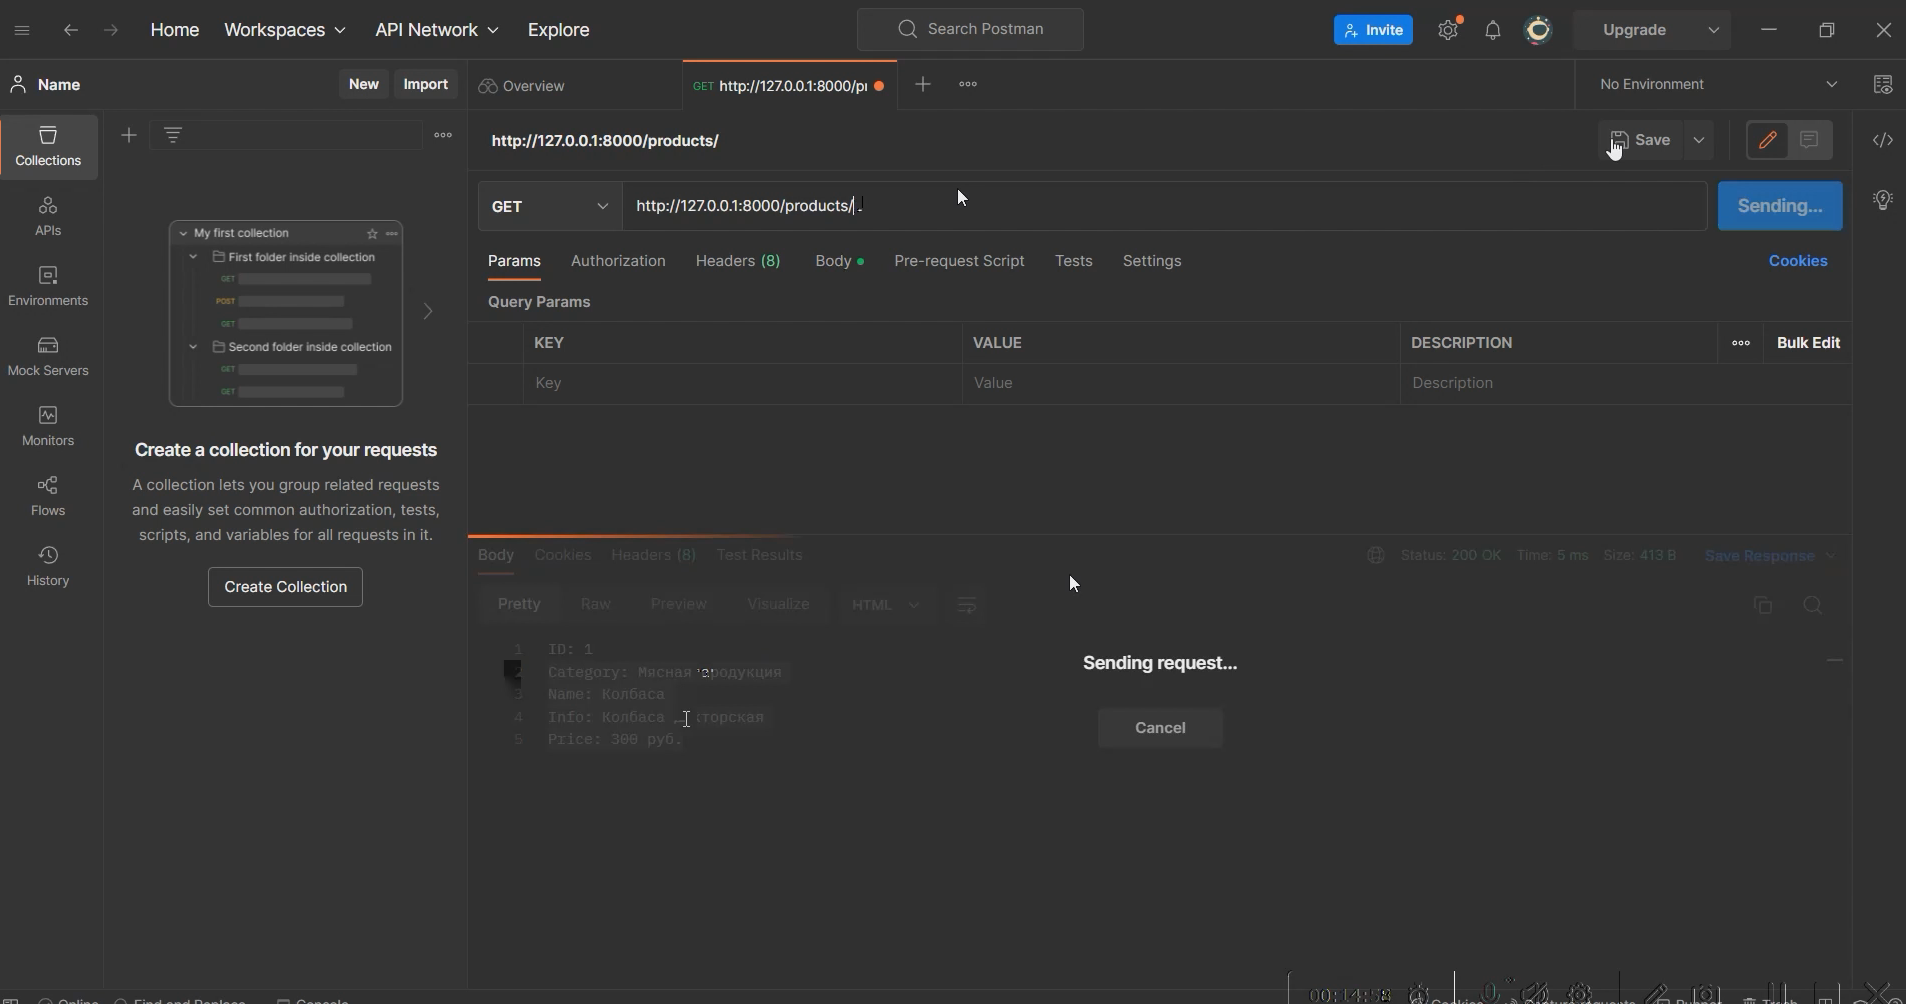 Home Workspaces API Network Explore Search Postman Invite Upgrade
Name New Import Overview GET http://127.0.0.1:8000/pr No Environment
Collections
APIs
Environments
Mock Servers
Monitors
Flows
History
My first collection
First folder inside collection
GET
POST
GET
Second folder inside collection
GET
GET
Create a collection for your requests
A collection lets you group related requests
and easily set common authorization, tests,
scripts, and variables for all requests in it.
Create Collection
http://127.0.0.1:8000/products/ Save
GET http://127.0.0.1:8000/products/ Sending...
Params Authorization Headers (8) Body Pre-request Script Tests Settings Cookies
Query Params
KEY VALUE DESCRIPTION Bulk Edit
Key Value Description
Body Cookies Headers (8) Test Results Status: 200 OK Time: 5 ms Size: 413 B Save Response
Pretty Raw Preview Visualize HTML
1 ID: 1
2 Category: Мясная продукция
3 Name: Колбаса
4 Info: Колбаса
5 Price: 300 руб.
Sending request...
Cancel
Online Find and Replace Console Cookies Capture requests Runner Trash